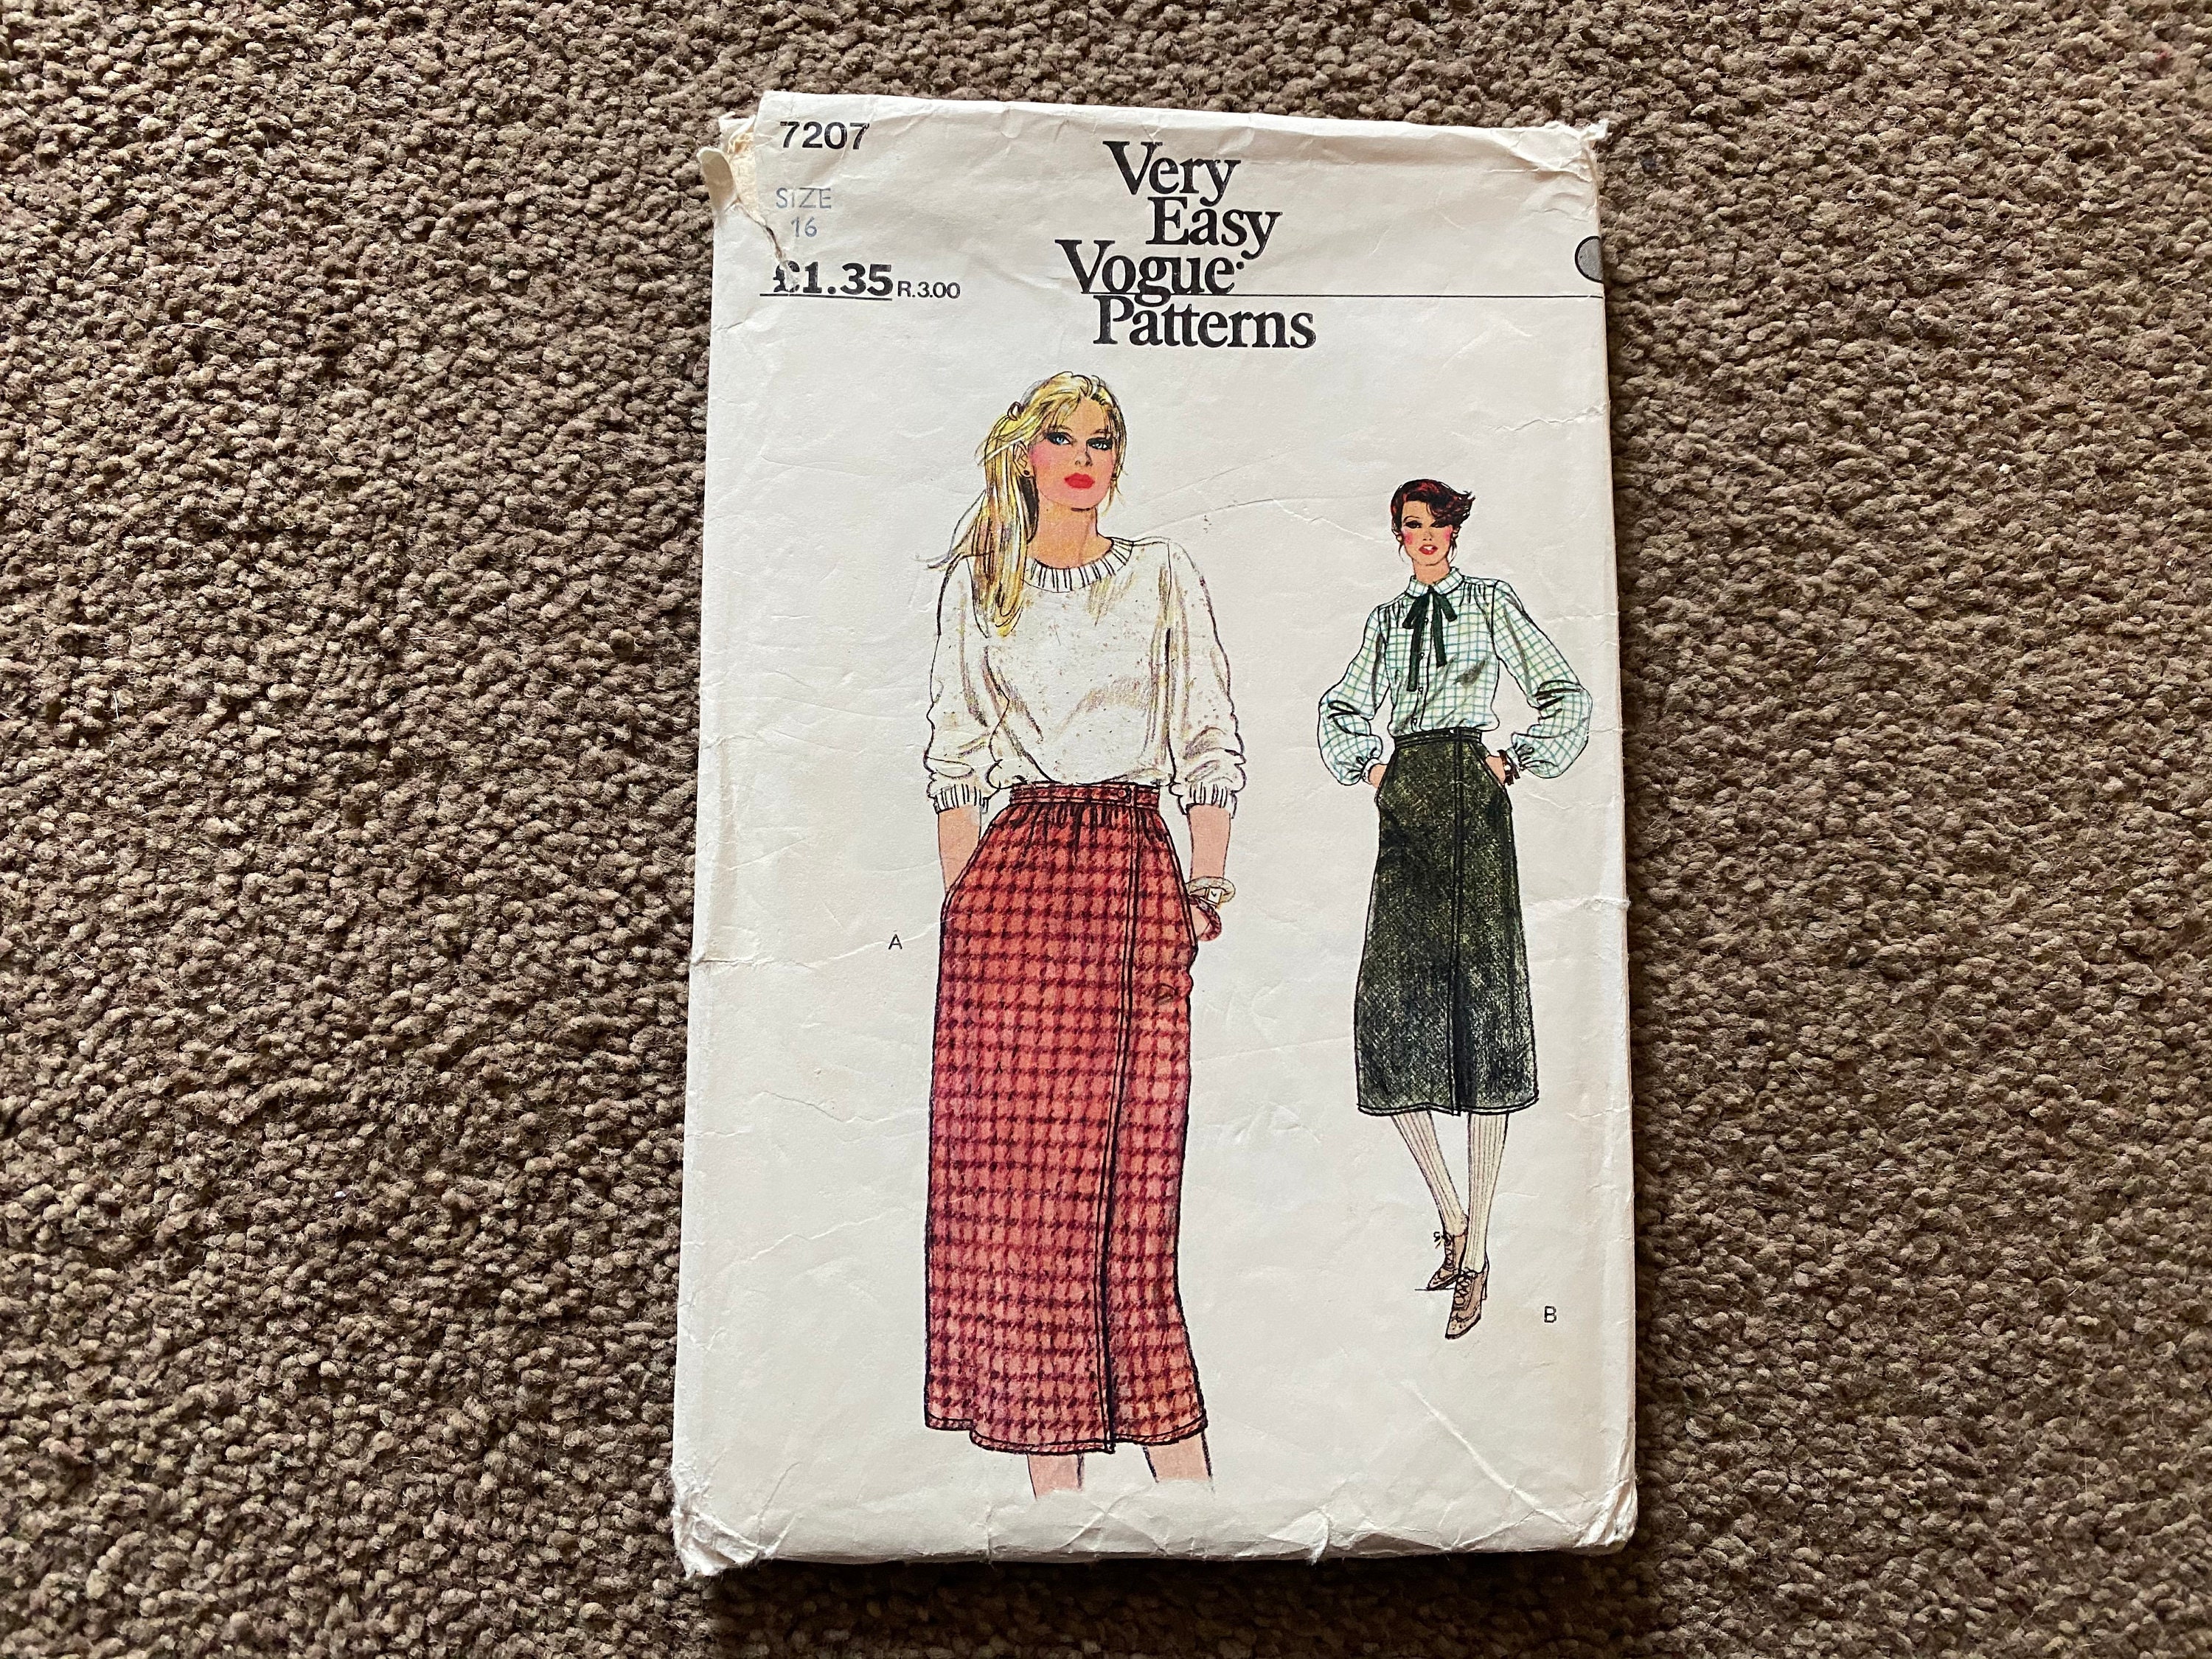 7207
SIZE
16
£1.35 R.3.00
Very
Easy
Vogue
Patterns
A
B